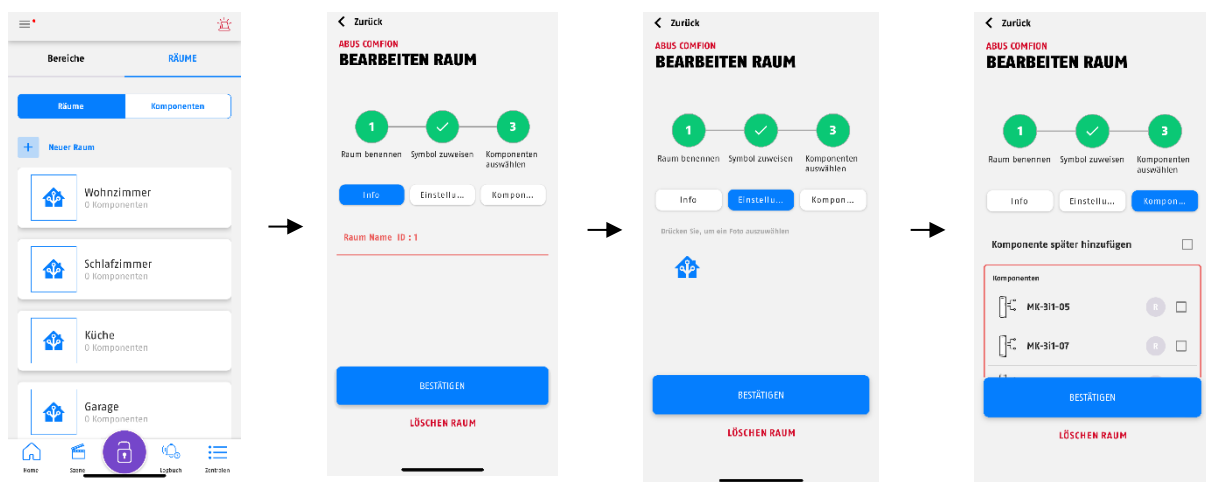 Bereiche
RÄUME
Räume
Komponenten
+ Neuer Raum
Wohnzimmer
0 Komponenten
Schlafzimmer
0 Komponenten
Küche
0 Komponenten
Garage
0 Komponenten
Home
Szene
Logbuch
Zentralen
Zurück
ABUS COMFION
BEARBEITEN RAUM
1
3
Raum benennen
Symbol zuweisen
Komponenten
auswählen
Info
Einstellu...
Kompon...
Raum Name ID : 1
BESTÄTIGEN
LÖSCHEN RAUM
Zurück
ABUS COMFION
BEARBEITEN RAUM
1
3
Raum benennen
Symbol zuweisen
Komponenten
auswählen
Info
Einstellu...
Kompon...
Drücken Sie, um ein Foto auszuwählen
BESTÄTIGEN
LÖSCHEN RAUM
Zurück
ABUS COMFION
BEARBEITEN RAUM
1
3
Raum benennen
Symbol zuweisen
Komponenten
auswählen
Info
Einstellu...
Kompon...
Komponente später hinzufügen
Komponenten
MK-3i1-05
R
MK-3i1-07
R
BESTÄTIGEN
LÖSCHEN RAUM